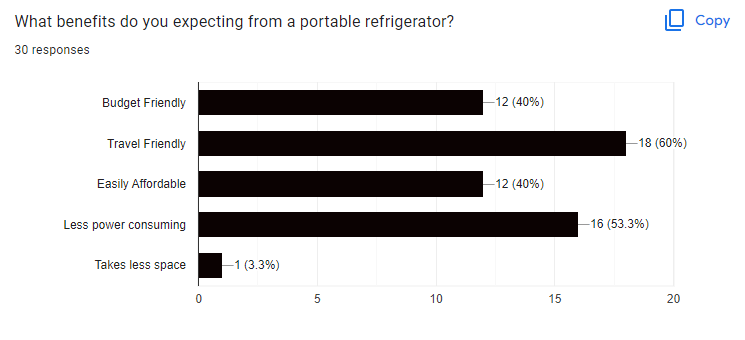 What benefits do you expecting from a portable refrigerator?
Copy
30 responses
Budget Friendly
12 (40%)
Travel Friendly
18 (60%)
Easily Affordable
12 (40%)
Less power consuming
16 (53.3%)
Takes less space
1 (3.3%)
0 5 10 15 20